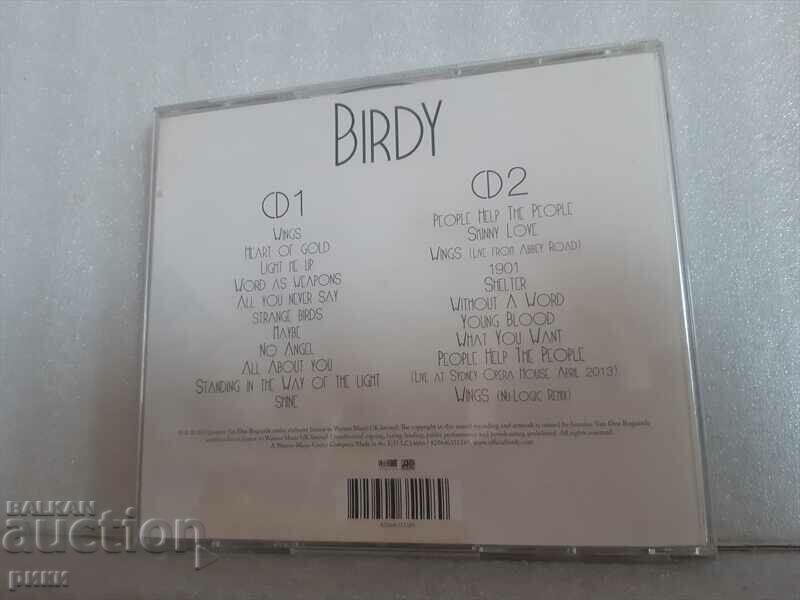 BIRDY
CD1
WINGS
HEART OF GOLD
LIGHT ME UP
WORD AS WEAPONS
ALL YOU NEVER SAY
STRANGE BIRDS
MAYBE
NO ANGEL
ALL ABOUT YOU
STANDING IN THE WAY OF THE LIGHT
SHINE
CD2
PEOPLE HELP THE PEOPLE
SKINNY LOVE
WINGS (LIVE FROM ABBEY ROAD)
1901
SHELTER
WITHOUT A WORD
YOUNG BLOOD
WHAT YOU WANT
PEOPLE HELP THE PEOPLE
(LIVE AT SYDNEY OPERA HOUSE APRIL 2013)
WINGS (NU:LOGIC REMIX)
БАЛКАН
auction
рики